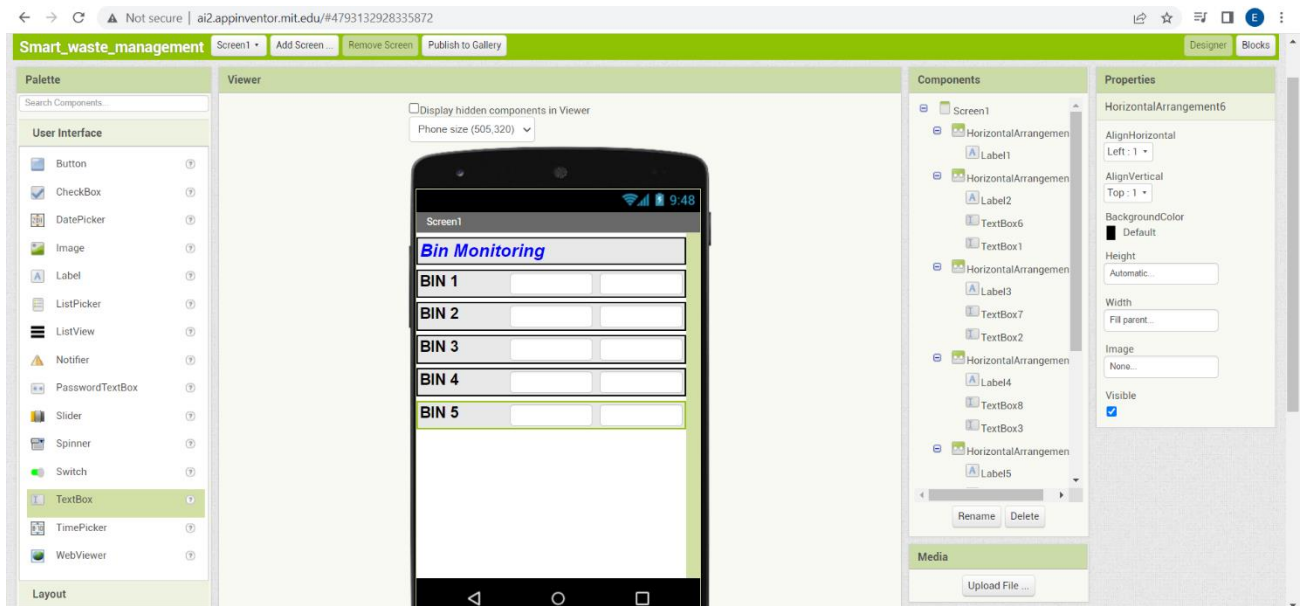 Not secure | ai2.appinventor.mit.edu/#4793132928335872
E
Smart_waste_management Screen1 Add Screen ... Remove Screen Publish to Gallery Designer Blocks
Palette
Search Components...
User Interface
Button
CheckBox
DatePicker
Image
Label
ListPicker
ListView
Notifier
PasswordTextBox
Slider
Spinner
Switch
TextBox
TimePicker
WebViewer
Layout
Viewer
Display hidden components in Viewer
Phone size (505,320)
9:48
Screen1
Bin Monitoring
BIN 1
BIN 2
BIN 3
BIN 4
BIN 5
Components
Screen1
HorizontalArrangemen
Label1
HorizontalArrangemen
Label2
TextBox6
TextBox1
HorizontalArrangemen
Label3
TextBox7
TextBox2
HorizontalArrangemen
Label4
TextBox8
TextBox3
HorizontalArrangemen
Label5
Rename Delete
Media
Upload File ...
Properties
HorizontalArrangement6
AlignHorizontal
Left : 1
AlignVertical
Top : 1
BackgroundColor
Default
Height
Automatic...
Width
Fill parent...
Image
None...
Visible